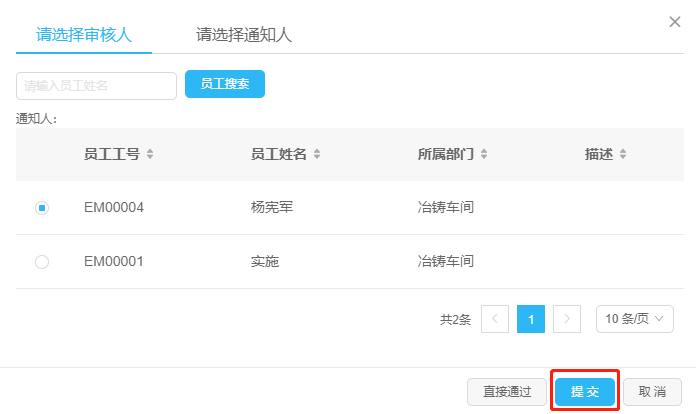 请选择审核人 请选择通知人
请输入员工姓名 员工搜索
通知人:
员工工号 员工姓名 所属部门 描述
EM00004 杨宪军 冶铸车间
EM00001 实施 冶铸车间
共2条 1 10 条/页
直接通过 提 交 取 消